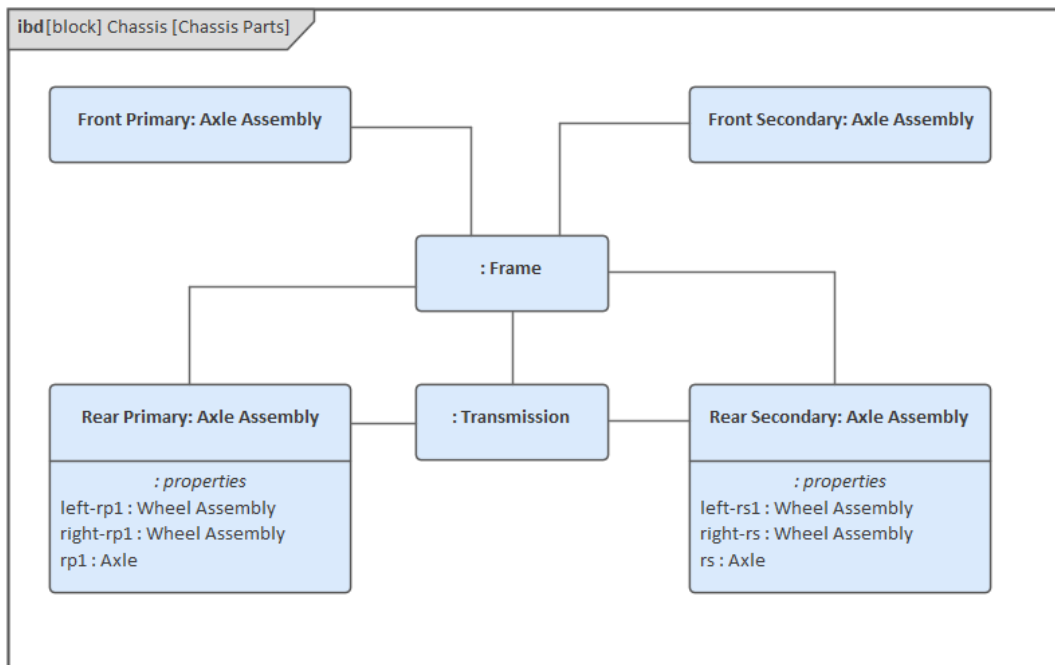 ibd[block] Chassis [Chassis Parts]
Front Primary: Axle Assembly
Front Secondary: Axle Assembly
: Frame
Rear Primary: Axle Assembly
: properties
left-rp1 : Wheel Assembly
right-rp1 : Wheel Assembly
rp1 : Axle
: Transmission
Rear Secondary: Axle Assembly
: properties
left-rs1 : Wheel Assembly
right-rs : Wheel Assembly
rs : Axle